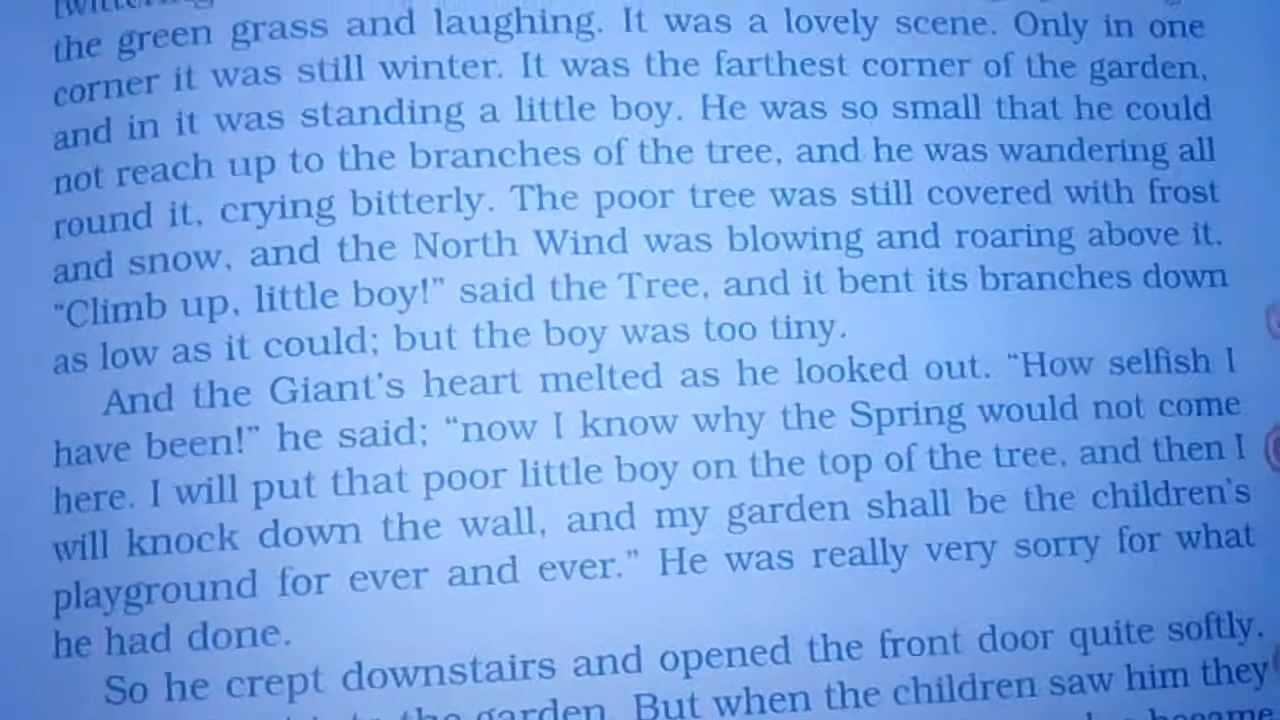 the green grass and laughing. It was a lovely scene. Only in one
corner it was still winter. It was the farthest corner of the garden,
and in it was standing a little boy. He was so small that he could
not reach up to the branches of the tree, and he was wandering all
round it, crying bitterly. The poor tree was still covered with frost
and snow, and the North Wind was blowing and roaring above it.
“Climb up, little boy!” said the Tree, and it bent its branches down
as low as it could; but the boy was too tiny.
And the Giant's heart melted as he looked out. “How selfish I
have been!” he said; “now I know why the Spring would not come
here. I will put that poor little boy on the top of the tree, and then I
will knock down the wall, and my garden shall be the children's
playground for ever and ever.” He was really very sorry for what
he had done.
So he crept downstairs and opened the front door quite softly,
the garden. But when the children saw him they